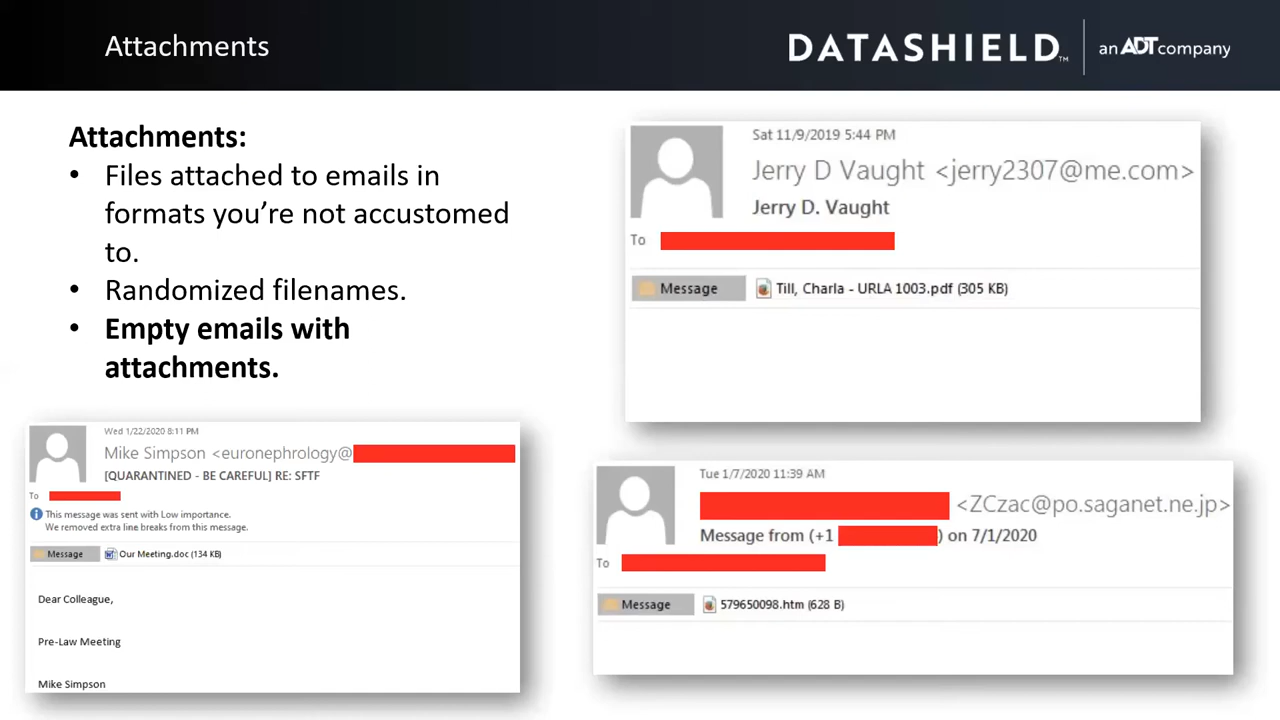 Attachments
DATASHIELD™ an ADT company
Attachments:
• Files attached to emails in
formats you’re not accustomed
to.
• Randomized filenames.
• Empty emails with
attachments.
Sat 11/9/2019 5:44 PM
Jerry D Vaught <jerry2307@me.com>
Jerry D. Vaught
To
Message Till, Charla - URLA 1003.pdf (305 KB)
Wed 1/22/2020 8:11 PM
Mike Simpson <euronephrology@
[QUARANTINED - BE CAREFUL] RE: SFTF
To
This message was sent with Low importance.
We removed extra line breaks from this message.
Message Our Meeting.doc (134 KB)
Dear Colleague,
Pre-Law Meeting
Mike Simpson
Tue 1/7/2020 11:39 AM
<ZCzac@po.saganet.ne.jp>
Message from (+1 ) on 7/1/2020
To
Message 579650098.htm (628 B)